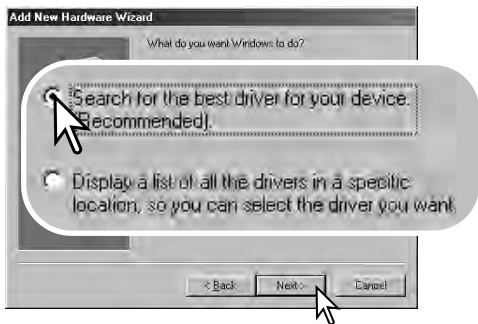 Add New Hardware Wizard
What do you want Windows to do?
Search for the best driver for your device.
(Recommended).
Display a list of all the drivers in a specific
location, so you can select the driver you want
< Back
Next >
Cancel